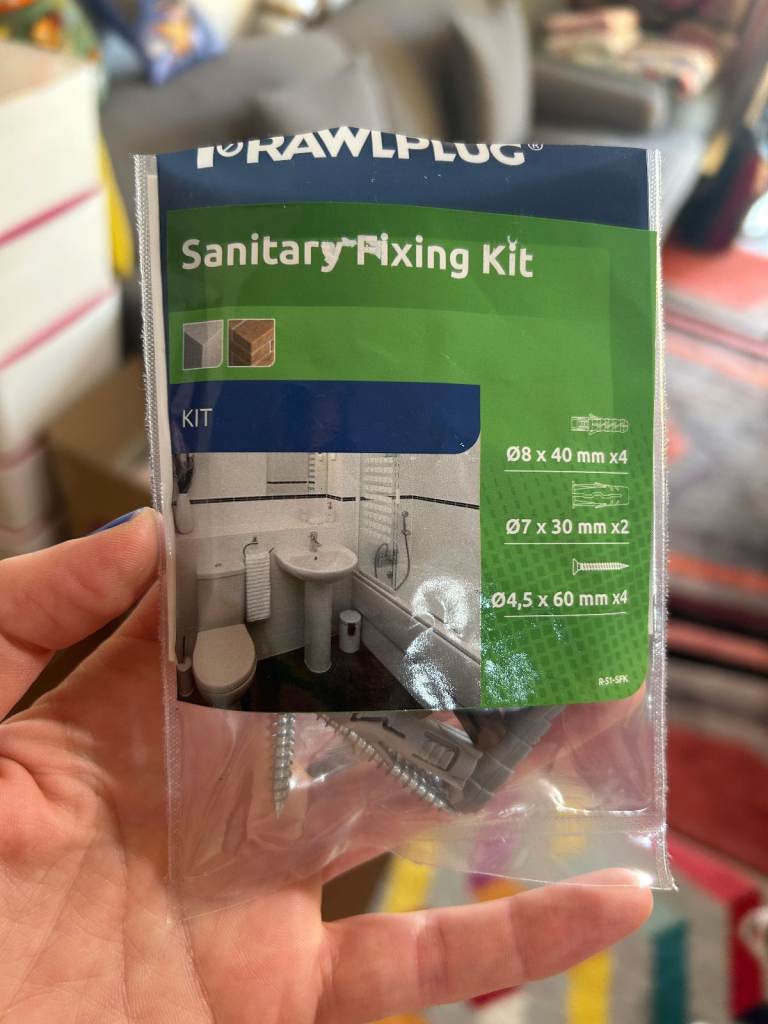 RAWLPLUG®
Sanitary Fixing Kit
KIT
Ø8 x 40 mm x4
Ø7 x 30 mm x2
Ø4,5 x 60 mm x4
R-S1-SFK